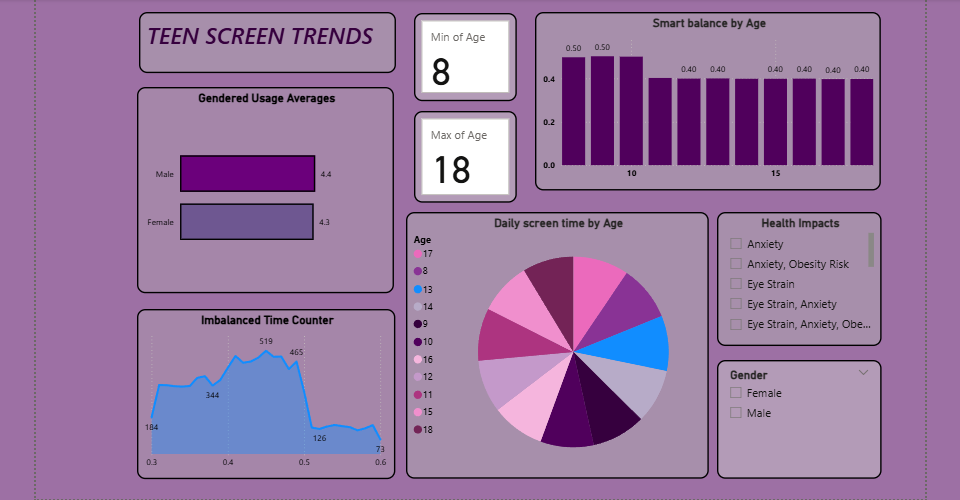 TEEN SCREEN TRENDS
Min of Age
8
Max of Age
18
Smart balance by Age
0.50
0.50
0.40
0.40
0.40
0.40
0.40
0.40
0.4
0.2
0.0
10
15
Gendered Usage Averages
Male
4.4
Female
4.3
Imbalanced Time Counter
519
465
344
184
126
73
0.3
0.4
0.5
0.6
Daily screen time by Age
Age
17
8
13
14
9
10
16
12
11
15
18
Health Impacts
Anxiety
Anxiety, Obesity Risk
Eye Strain
Eye Strain, Anxiety
Eye Strain, Anxiety, Obe...
Gender
Female
Male